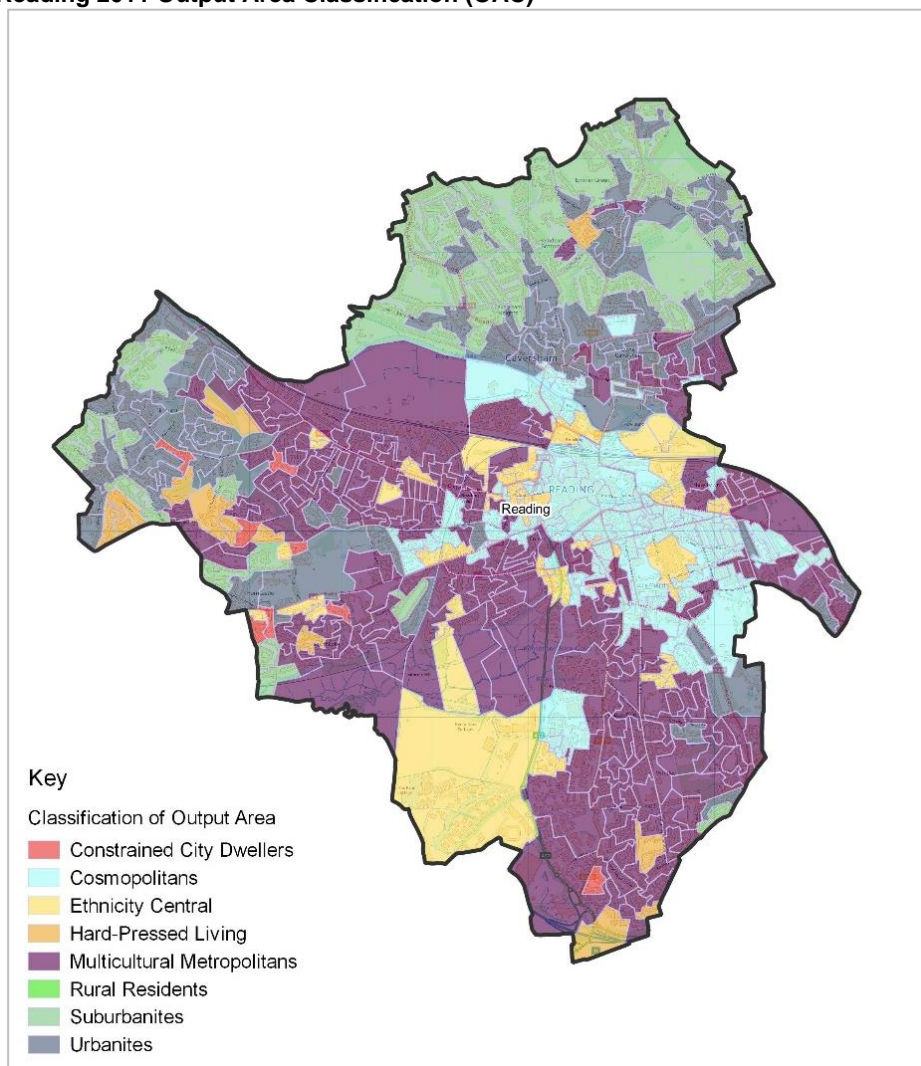 Reading 2011 Output Area Classification (OAC)
Caversham
READING
Reading
Key
Classification of Output Area
Constrained City Dwellers
Cosmopolitans
Ethnicity Central
Hard-Pressed Living
Multicultural Metropolitans
Rural Residents
Suburbanites
Urbanites